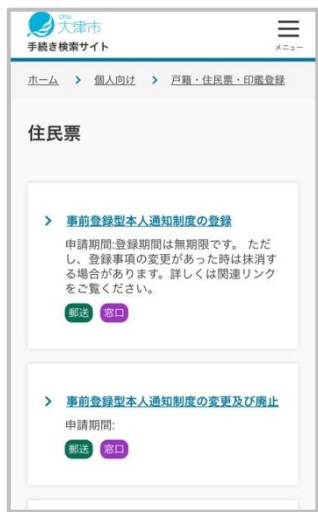 OTSU
大津市
手続き検索サイト
メニュー
ホーム > 個人向け > 戸籍・住民票・印鑑登録
住民票
> 事前登録型本人通知制度の登録
申請期間:登録期間は無期限です。 ただ
し、登録事項の変更があった時は抹消す
る場合があります。詳しくは関連リンク
をご覧ください。
郵送 窓口
> 事前登録型本人通知制度の変更及び廃止
申請期間:
郵送 窓口